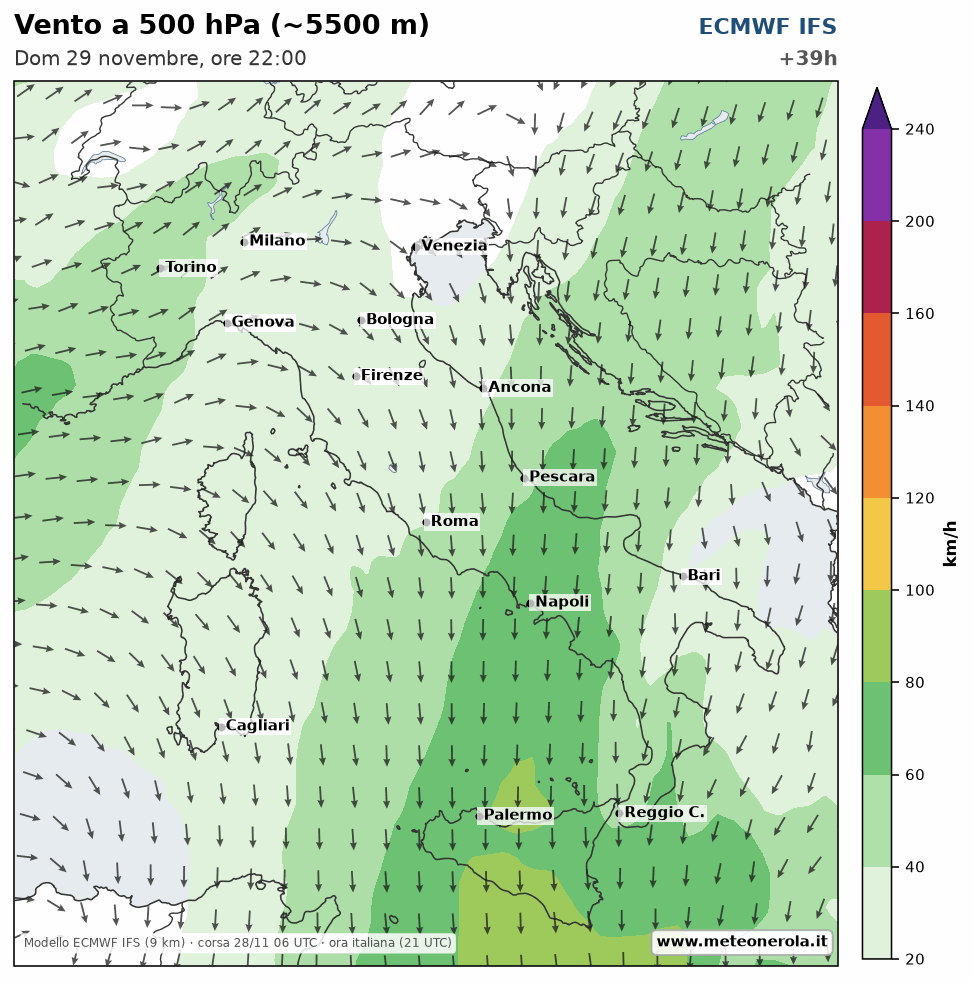 Vento a 500 hPa (~5500 m)
ECMWF IFS
Dom 29 novembre, ore 22:00
+39h
Milano
Venezia
Torino
Genova
Bologna
Firenze
Ancona
Pescara
Roma
Bari
Napoli
Cagliari
Palermo
Reggio C.
240
200
160
140
120
100
80
60
40
20
km/h
Modello ECMWF IFS (9 km) · corsa 28/11 06 UTC · ora italiana (21 UTC)
www.meteonerola.it